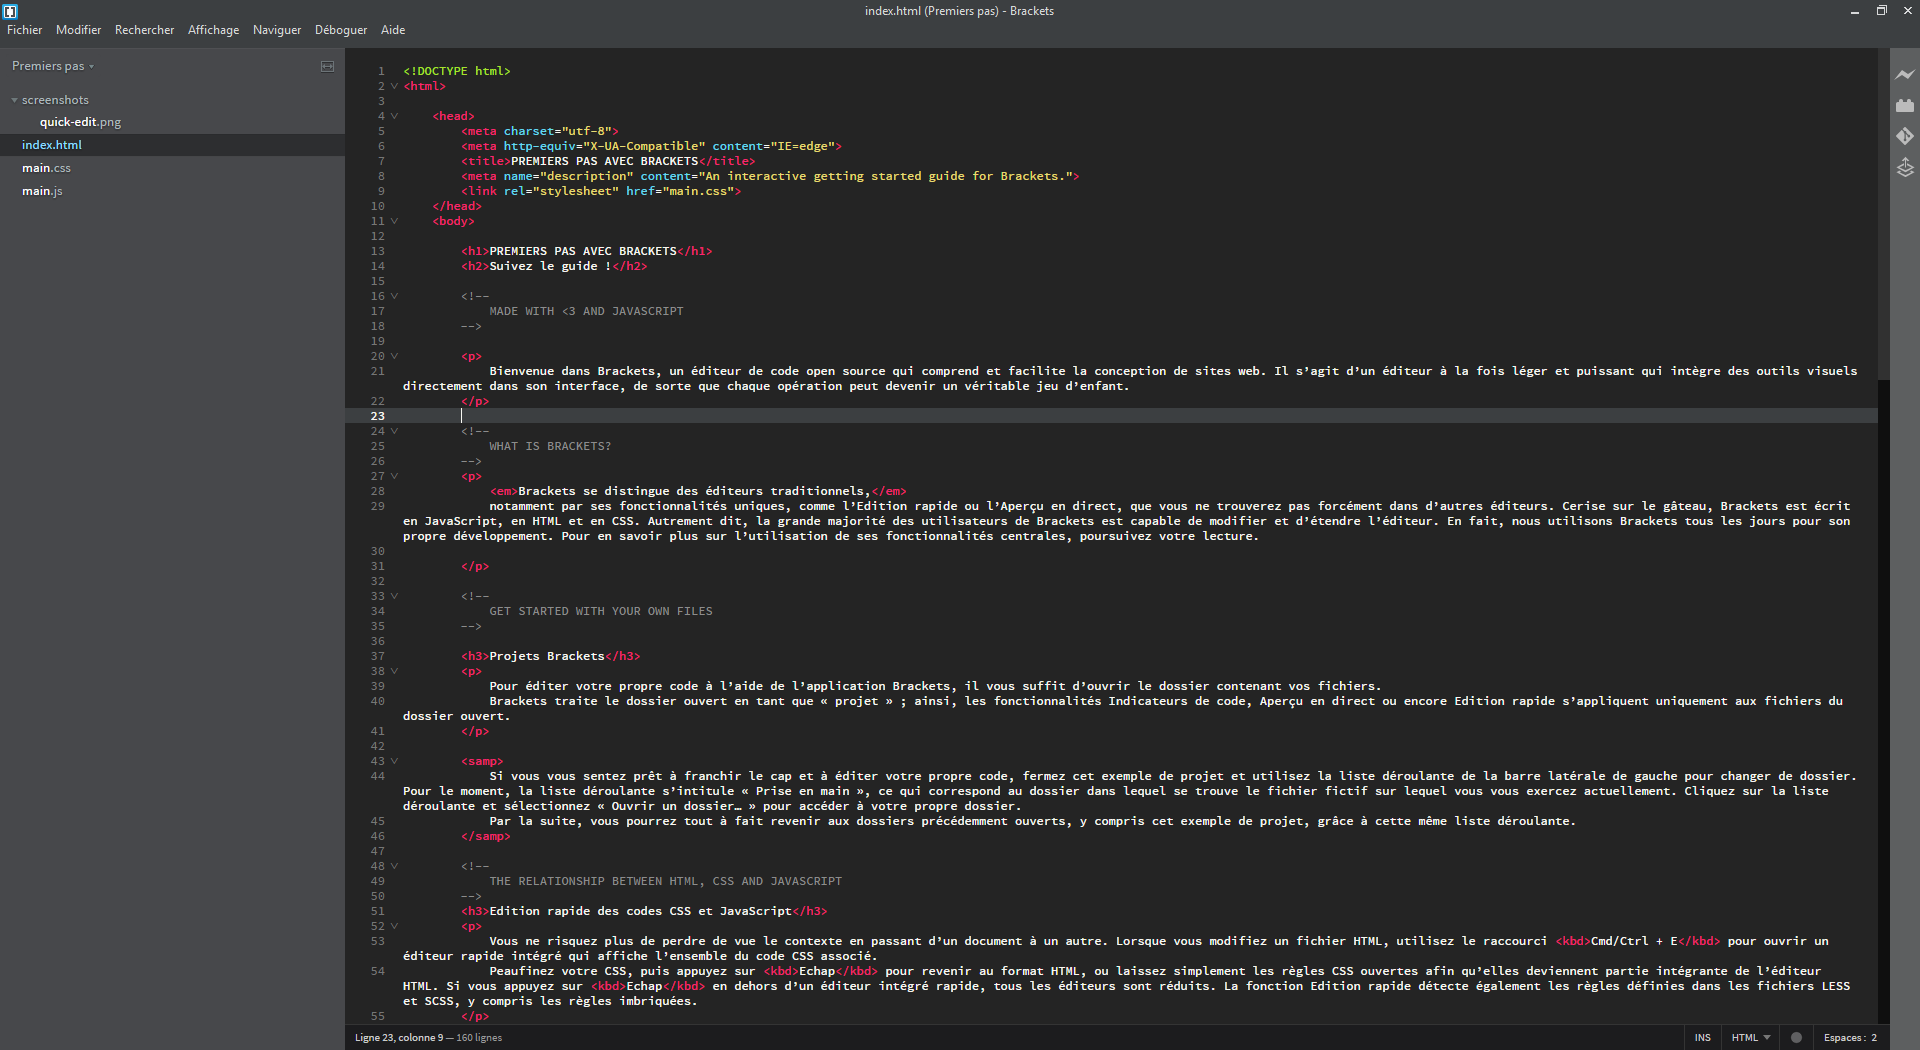 index.html (Premiers pas) - Brackets
Fichier Modifier Rechercher Affichage Naviguer Déboguer Aide
Premiers pas
screenshots
quick-edit.png
index.html
main.css
main.js
1 <!DOCTYPE html>
2 <html>
3
4 <head>
5 <meta charset="utf-8">
6 <meta http-equiv="X-UA-Compatible" content="IE=edge">
7 <title>PREMIERS PAS AVEC BRACKETS</title>
8 <meta name="description" content="An interactive getting started guide for Brackets.">
9 <link rel="stylesheet" href="main.css">
10 </head>
11 <body>
12
13 <h1>PREMIERS PAS AVEC BRACKETS</h1>
14 <h2>Suivez le guide !</h2>
15
16 <!--
17 MADE WITH <3 AND JAVASCRIPT
18 -->
19
20 <p>
21 Bienvenue dans Brackets, un éditeur de code open source qui comprend et facilite la conception de sites web. Il s’agit d’un éditeur à la fois léger et puissant qui intègre des outils visuels
directement dans son interface, de sorte que chaque opération peut devenir un véritable jeu d’enfant.
22 </p>
23
24 <!--
25 WHAT IS BRACKETS?
26 -->
27 <p>
28 <em>Brackets se distingue des éditeurs traditionnels,</em>
29 notamment par ses fonctionnalités uniques, comme l’Edition rapide ou l’Aperçu en direct, que vous ne trouverez pas forcément dans d’autres éditeurs. Cerise sur le gâteau, Brackets est écrit
en JavaScript, en HTML et en CSS. Autrement dit, la grande majorité des utilisateurs de Brackets est capable de modifier et d’étendre l’éditeur. En fait, nous utilisons Brackets tous les jours pour son
propre développement. Pour en savoir plus sur l’utilisation de ses fonctionnalités centrales, poursuivez votre lecture.
30
31 </p>
32
33 <!--
34 GET STARTED WITH YOUR OWN FILES
35 -->
36
37 <h3>Projets Brackets</h3>
38 <p>
39 Pour éditer votre propre code à l’aide de l’application Brackets, il vous suffit d’ouvrir le dossier contenant vos fichiers.
40 Brackets traite le dossier ouvert en tant que « projet » ; ainsi, les fonctionnalités Indicateurs de code, Aperçu en direct ou encore Edition rapide s’appliquent uniquement aux fichiers du
dossier ouvert.
41 </p>
42
43 <samp>
44 Si vous vous sentez prêt à franchir le cap et à éditer votre propre code, fermez cet exemple de projet et utilisez la liste déroulante de la barre latérale de gauche pour changer de dossier.
Pour le moment, la liste déroulante s’intitule « Prise en main », ce qui correspond au dossier dans lequel se trouve le fichier fictif sur lequel vous vous exercez actuellement. Cliquez sur la liste
déroulante et sélectionnez « Ouvrir un dossier… » pour accéder à votre propre dossier.
45 Par la suite, vous pourrez tout à fait revenir aux dossiers précédemment ouverts, y compris cet exemple de projet, grâce à cette même liste déroulante.
46 </samp>
47
48 <!--
49 THE RELATIONSHIP BETWEEN HTML, CSS AND JAVASCRIPT
50 -->
51 <h3>Edition rapide des codes CSS et JavaScript</h3>
52 <p>
53 Vous ne risquez plus de perdre de vue le contexte en passant d’un document à un autre. Lorsque vous modifiez un fichier HTML, utilisez le raccourci <kbd>Cmd/Ctrl + E</kbd> pour ouvrir un
éditeur rapide intégré qui affiche l’ensemble du code CSS associé.
54 Peaufinez votre CSS, puis appuyez sur <kbd>Echap</kbd> pour revenir au format HTML, ou laissez simplement les règles CSS ouvertes afin qu’elles deviennent partie intégrante de l’éditeur
HTML. Si vous appuyez sur <kbd>Echap</kbd> en dehors d’un éditeur intégré rapide, tous les éditeurs sont réduits. La fonction Edition rapide détecte également les règles définies dans les fichiers LESS
et SCSS, y compris les règles imbriquées.
55 </p>
Ligne 23, colonne 9 — 160 lignes INS HTML Espaces : 2